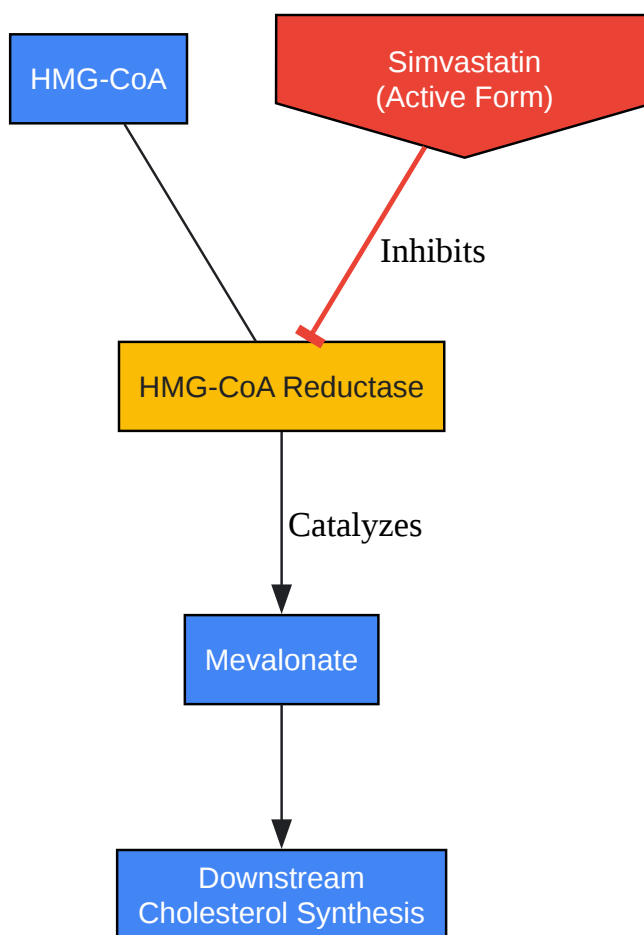 HMG-CoA
Simvastatin
(Active Form)
Inhibits
HMG-CoA Reductase
Catalyzes
Mevalonate
Downstream
Cholesterol Synthesis